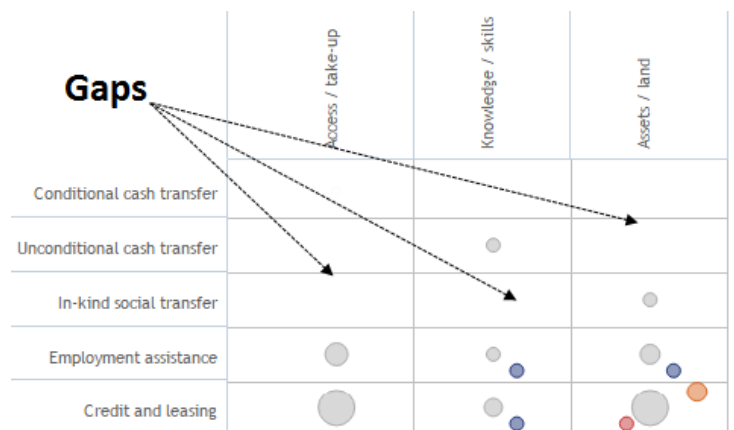 Gaps
Access / take-up
Knowledge / skills
Assets / land
Conditional cash transfer
Unconditional cash transfer
In-kind social transfer
Employment assistance
Credit and leasing